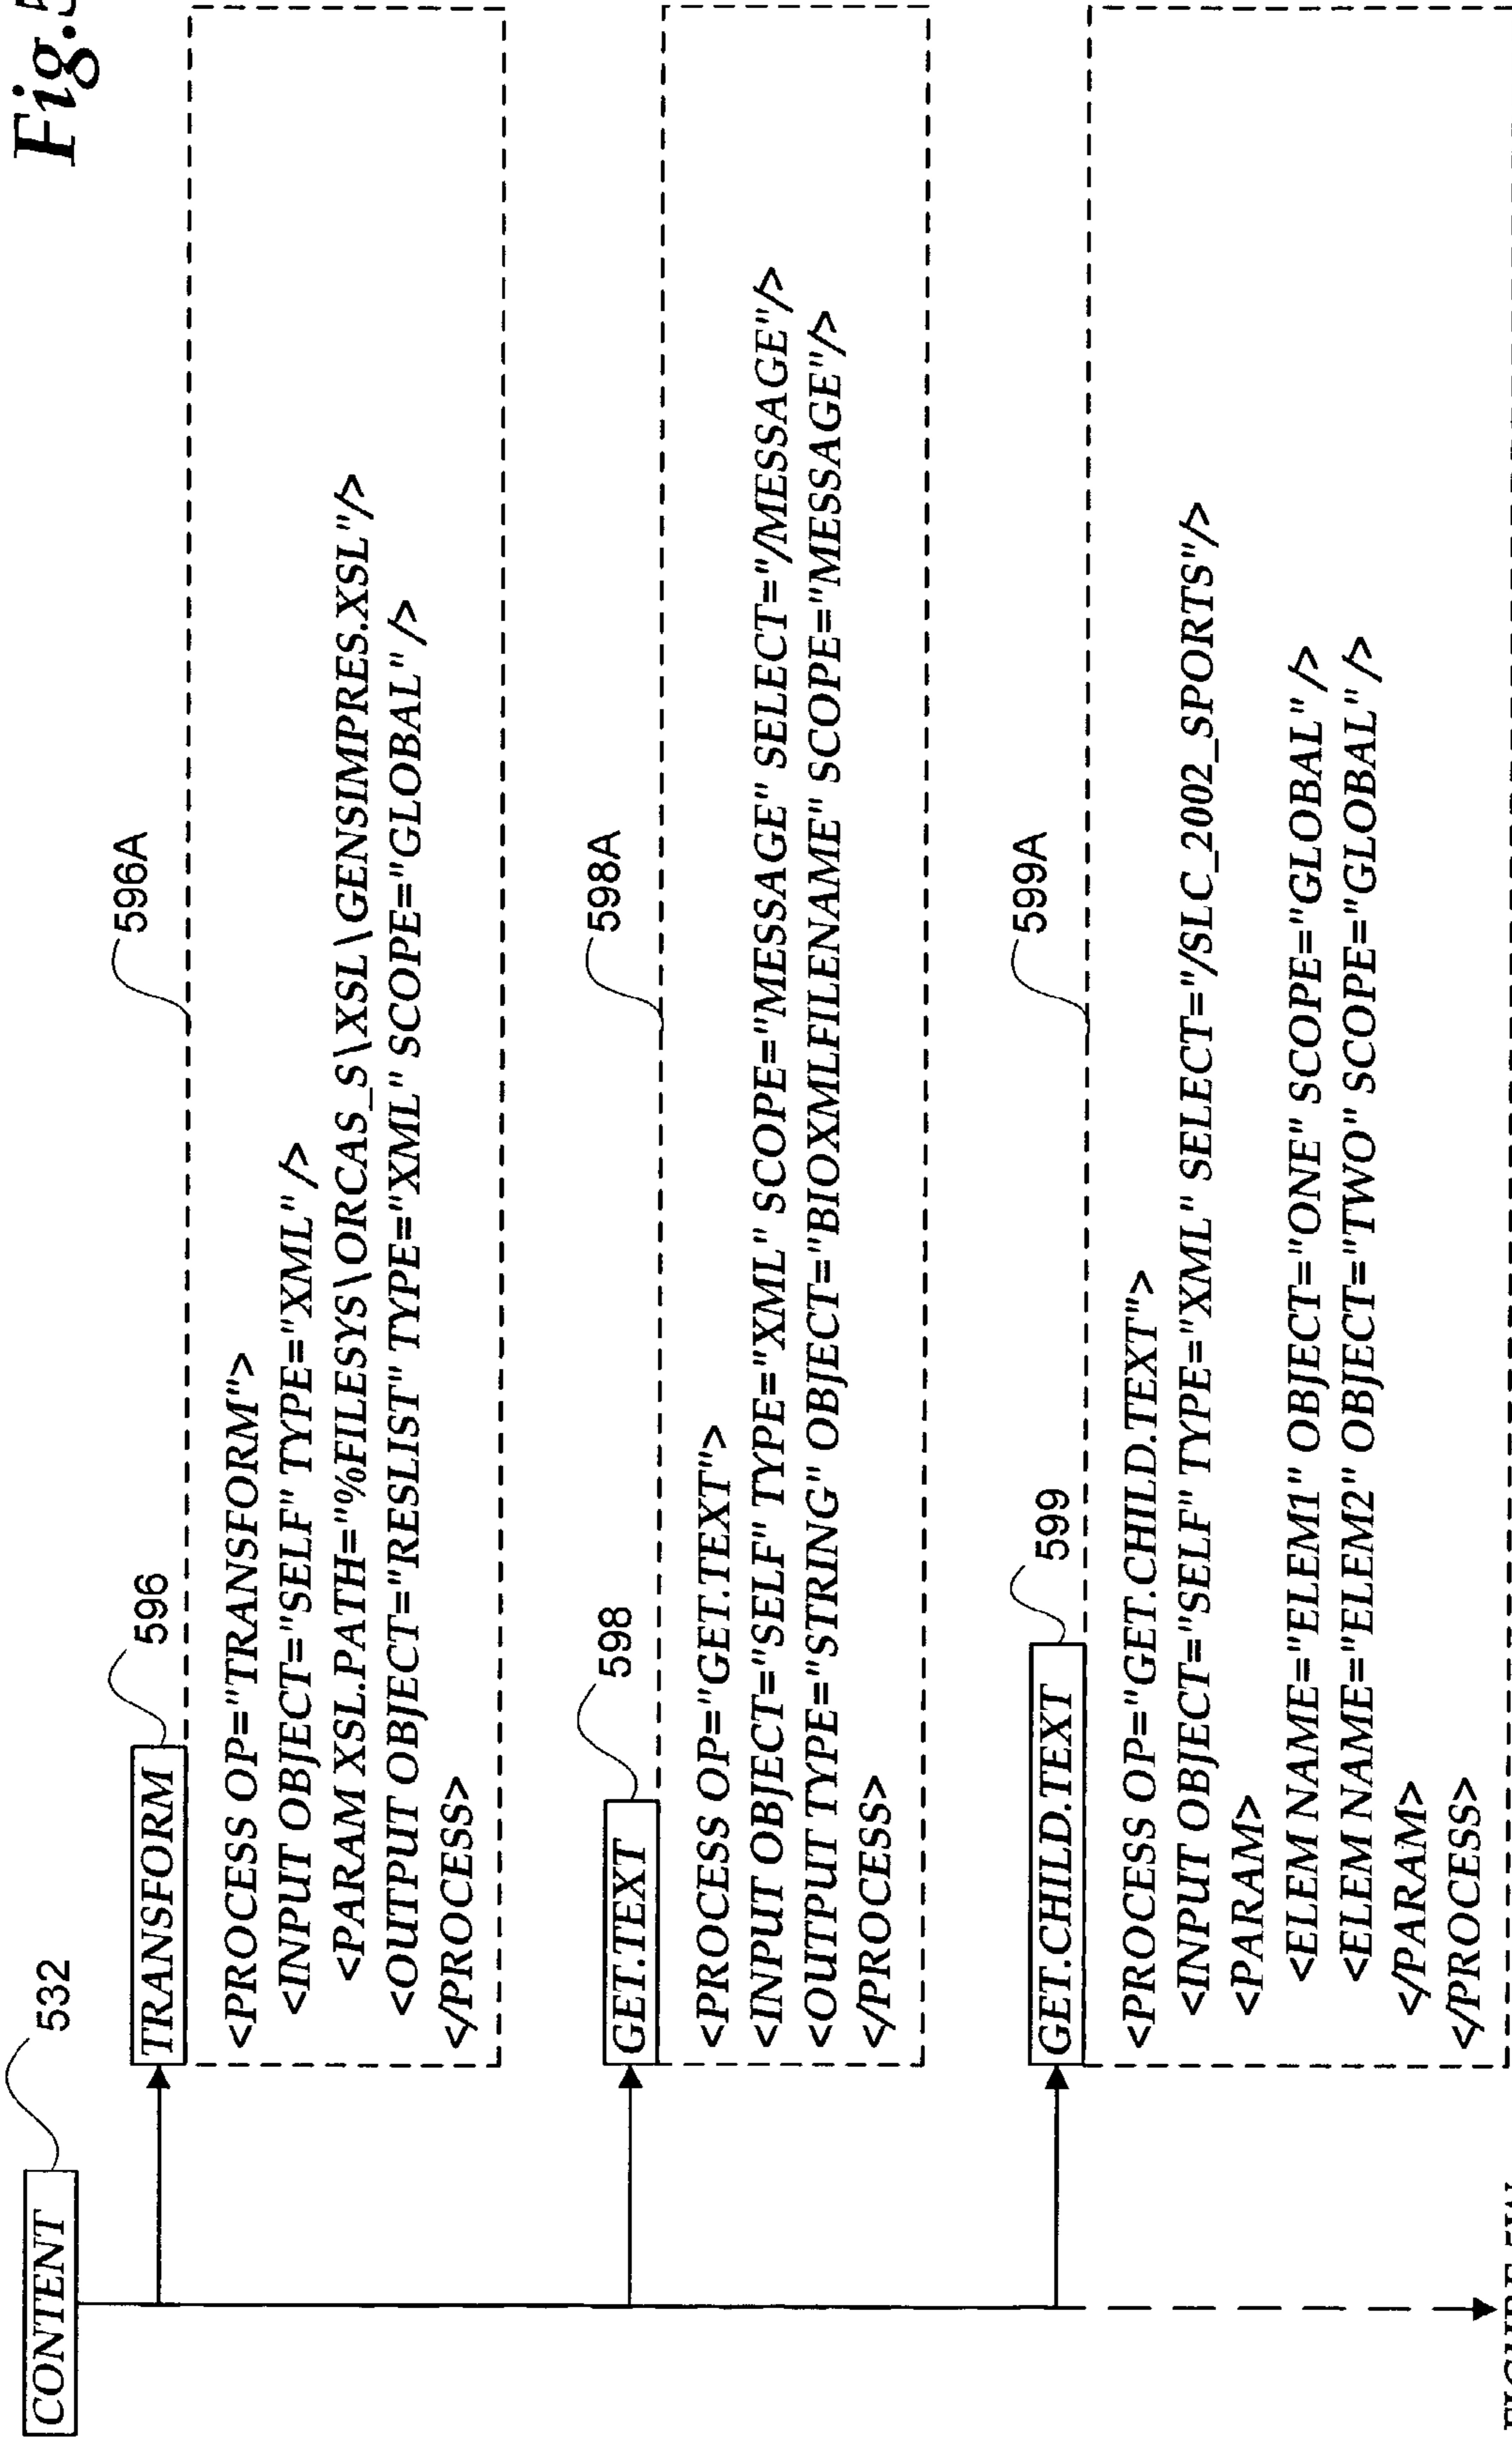 Fig.5
CONTENT
532
TRANSFORM
596
596A
<PROCESS OP="TRANSFORM">
<INPUT OBJECT="SELF" TYPE="XML" />
<PARAM XSL.PATH="%FILESYS\ORCAS_S\XSL\GENSIMPRES.XSL"/>
<OUTPUT OBJECT="RESLIST" TYPE="XML" SCOPE="GLOBAL" />
</PROCESS>
GET.TEXT
598
598A
<PROCESS OP="GET.TEXT">
<INPUT OBJECT="SELF" TYPE="XML" SCOPE="MESSAGE" SELECT="/MESSAGE"/>
<OUTPUT TYPE="STRING" OBJECT="BIOXMLFILENAME" SCOPE="MESSAGE"/>
</PROCESS>
GET.CHILD.TEXT
599
599A
<PROCESS OP="GET.CHILD.TEXT">
<INPUT OBJECT="SELF" TYPE="XML" SELECT="/SLC_2002_SPORTS"/>
<PARAM>
<ELEM NAME="ELEM1" OBJECT="ONE" SCOPE="GLOBAL" />
<ELEM NAME="ELEM2" OBJECT="TWO" SCOPE="GLOBAL" />
</PARAM>
</PROCESS>
FIGURE 5W